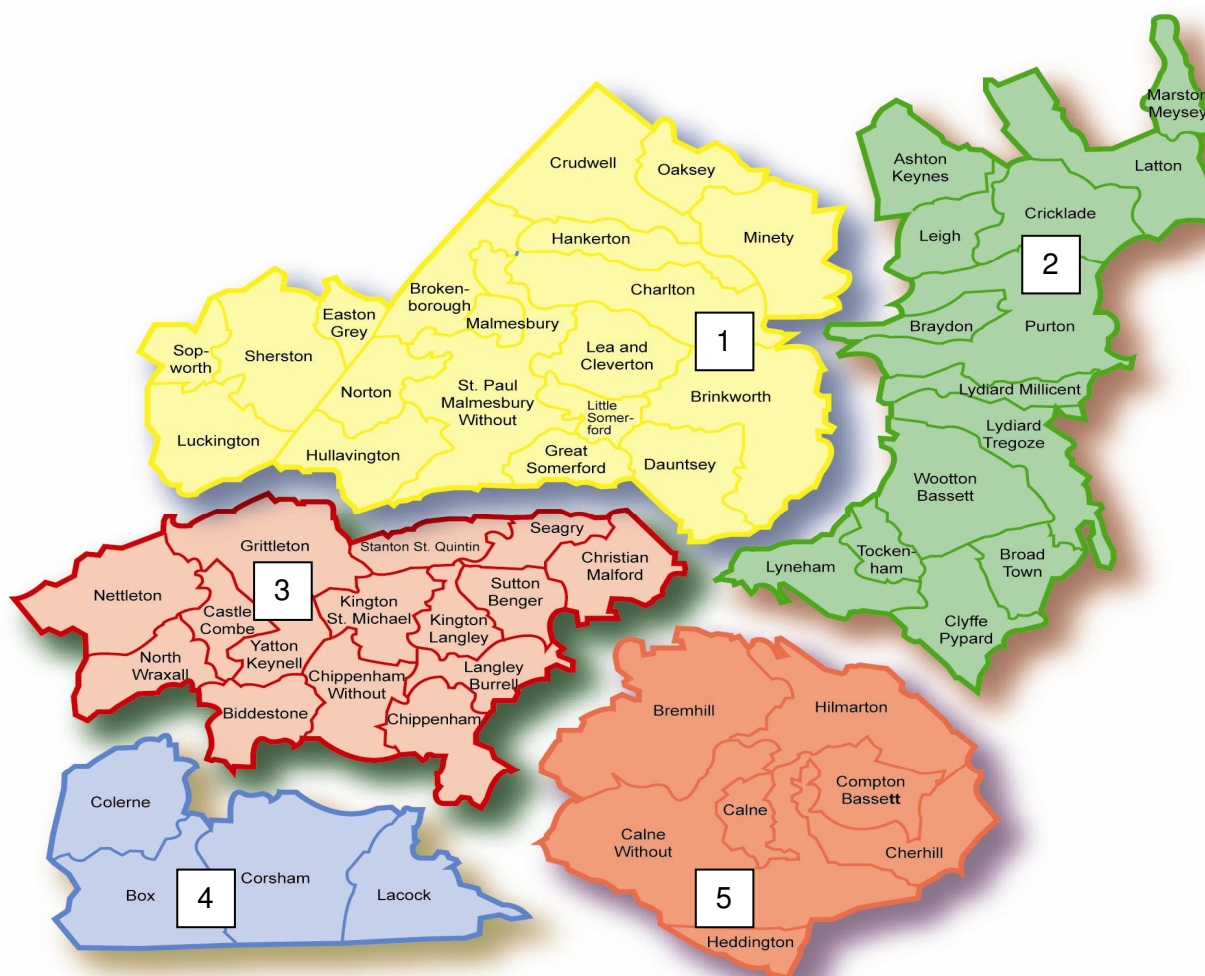 Crudwell
Oaksey
Hankerton
Minety
Broken-
borough
Charlton
Malmesbury
Easton
Grey
Sop-
worth
Sherston
1
Lea and
Cleverton
Norton
St. Paul
Malmesbury
Without
Brinkworth
Little
Somer-
ford
Luckington
Hullavington
Great
Somerford
Dauntsey
Marston
Meysey
Ashton
Keynes
Latton
Cricklade
Leigh
2
Braydon
Purton
Lydiard Millicent
Lydiard
Tregoze
Wootton
Bassett
Lyneham
Tocken-
ham
Broad
Town
Clyffe
Pypard
Grittleton
Stanton St. Quintin
Seagry
Christian
Malford
Nettleton
3
Castle
Combe
Kington
St. Michael
Sutton
Benger
Kington
Langley
North
Wraxall
Yatton
Keynell
Chippenham
Without
Langley
Burrell
Biddestone
Chippenham
Colerne
Box
4
Corsham
Lacock
Bremhill
Hilmarton
Compton
Bassett
Calne
Calne
Without
Cherhill
5
Heddington